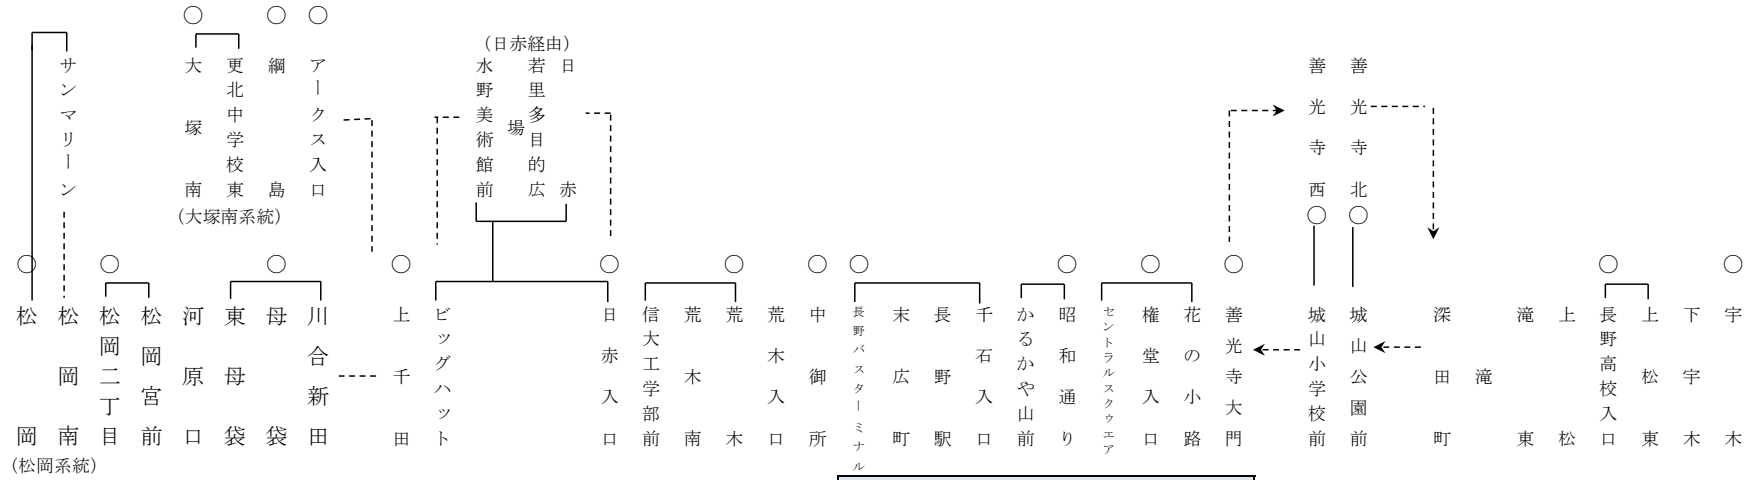 (日赤経由)
サンマリーン
大塚南
更北中学校東
綱島
アークス入口
水野美術館前
若里多目的広場
日赤
善光寺西
善光寺北
(大塚南系統)
松岡
松岡南
松岡二丁目
松岡宮前
河原口
東母袋
母袋
川合新田
上千田
ビッグハット
日赤入口
信大工学部前
荒木南
荒木
荒木入口
中御所
長野バスターミナル
末広町
長野駅
千石入口
かるかや山前
昭和通り
セントラルスクゥエア
権堂入口
花の小路
善光寺大門
城山小学校前
城山公園前
深田町
滝
滝東
上松
長野高校入口
上松東
下宇木
宇木
(松岡系統)